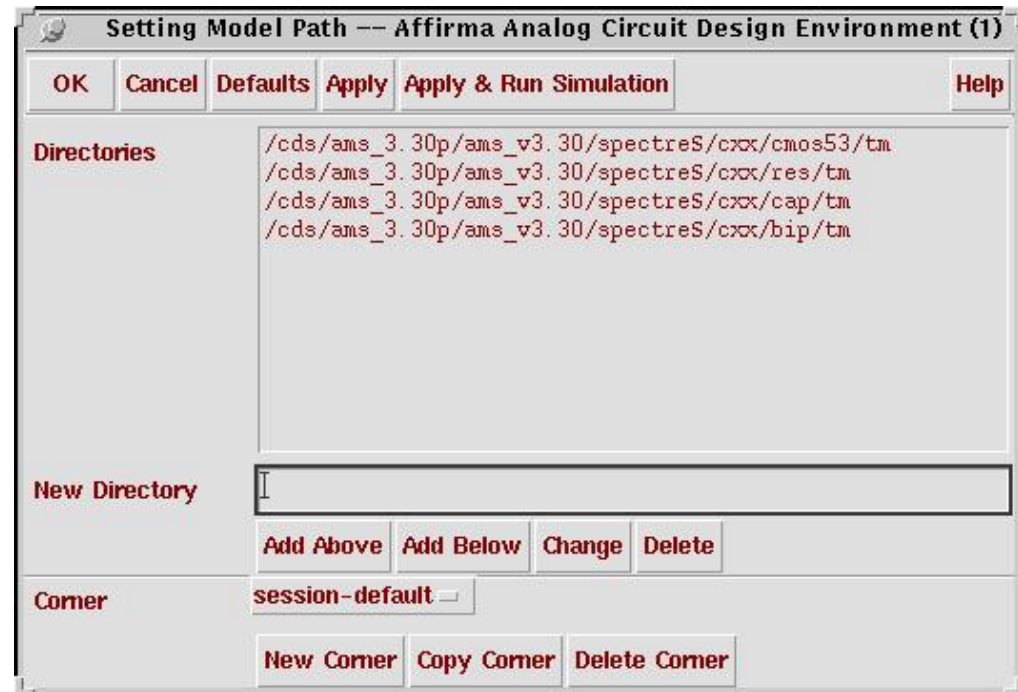 Setting Model Path -- Affirma Analog Circuit Design Environment (1)
OK Cancel Defaults Apply Apply & Run Simulation Help
Directories
/cds/ams_3.30p/ams_v3.30/spectreS/cxx/cmos53/tm
/cds/ams_3.30p/ams_v3.30/spectreS/cxx/res/tm
/cds/ams_3.30p/ams_v3.30/spectreS/cxx/cap/tm
/cds/ams_3.30p/ams_v3.30/spectreS/cxx/bip/tm
New Directory
Add Above Add Below Change Delete
Corner session-default
New Corner Copy Corner Delete Corner